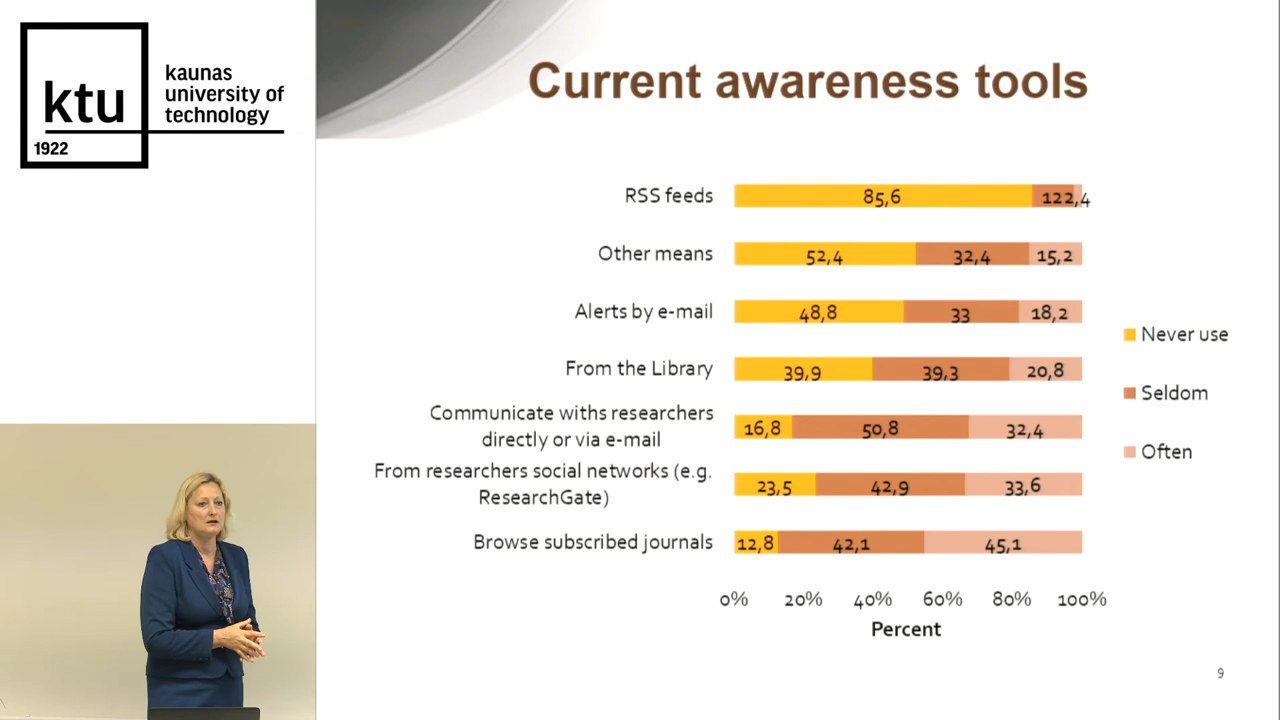 ktu
1922
kaunas
university of
technology
Current awareness tools
RSS feeds
85,6
122,4
Other means
52,4
32,4
15,2
Alerts by e-mail
48,8
33
18,2
From the Library
39,9
39,3
20,8
Communicate withs researchers
directly or via e-mail
16,8
50,8
32,4
From researchers social networks (e.g.
ResearchGate)
23,5
42,9
33,6
Browse subscribed journals
12,8
42,1
45,1
0%
20%
40%
60%
80%
100%
Percent
Never use
Seldom
Often
9